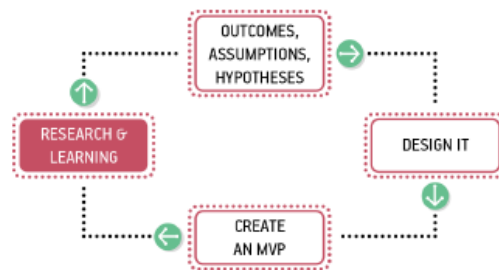 OUTCOMES,
ASSUMPTIONS,
HYPOTHESES
RESEARCH &
LEARNING
DESIGN IT
CREATE
AN MVP